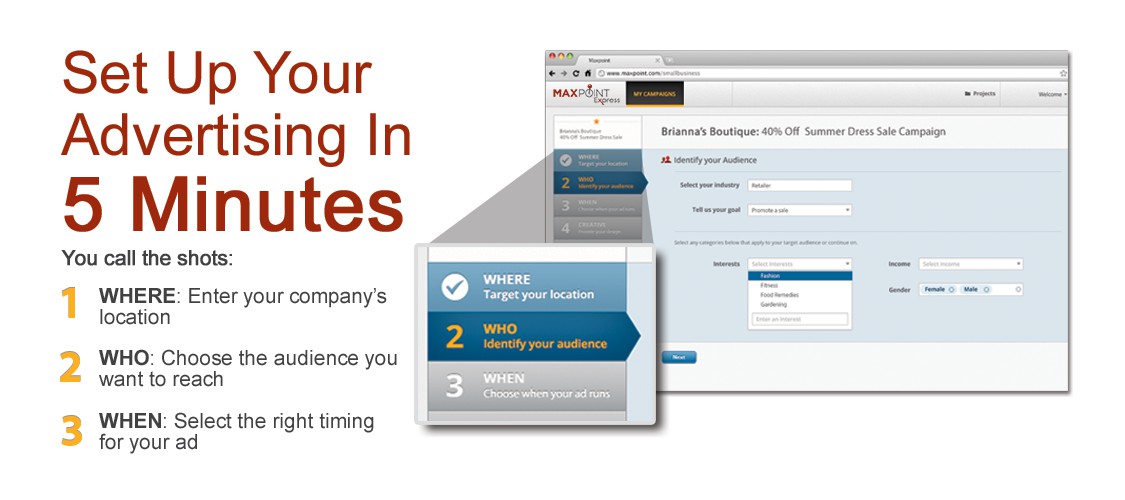 Set Up Your
Advertising In
5 Minutes
You call the shots:
1 WHERE: Enter your company's
location
2 WHO: Choose the audience you
want to reach
3 WHEN: Select the right timing
for your ad
Maxpoint
www.maxpoint.com/smallbusiness
MAXPOINT
Express
MY CAMPAIGNS
Projects
Welcome
Brianna's Boutique
40% Off Summer Dress Sale
WHERE
Target your location
2 WHO
Identify your audience
3 WHEN
Choose when your ad runs
4 CREATIVE
Brianna's Boutique: 40% Off Summer Dress Sale Campaign
Identify your Audience
Select your industry Retailer
Tell us your goal Promote a sale
Select any categories below that apply to your target audience or continue on.
Interests Select Interests
Fashion
Fitness
Food Remedies
Gardening
Enter an Interest
Income Select Income
Gender Female Male
Next
WHERE
Target your location
2 WHO
Identify your audience
3 WHEN
Choose when your ad runs